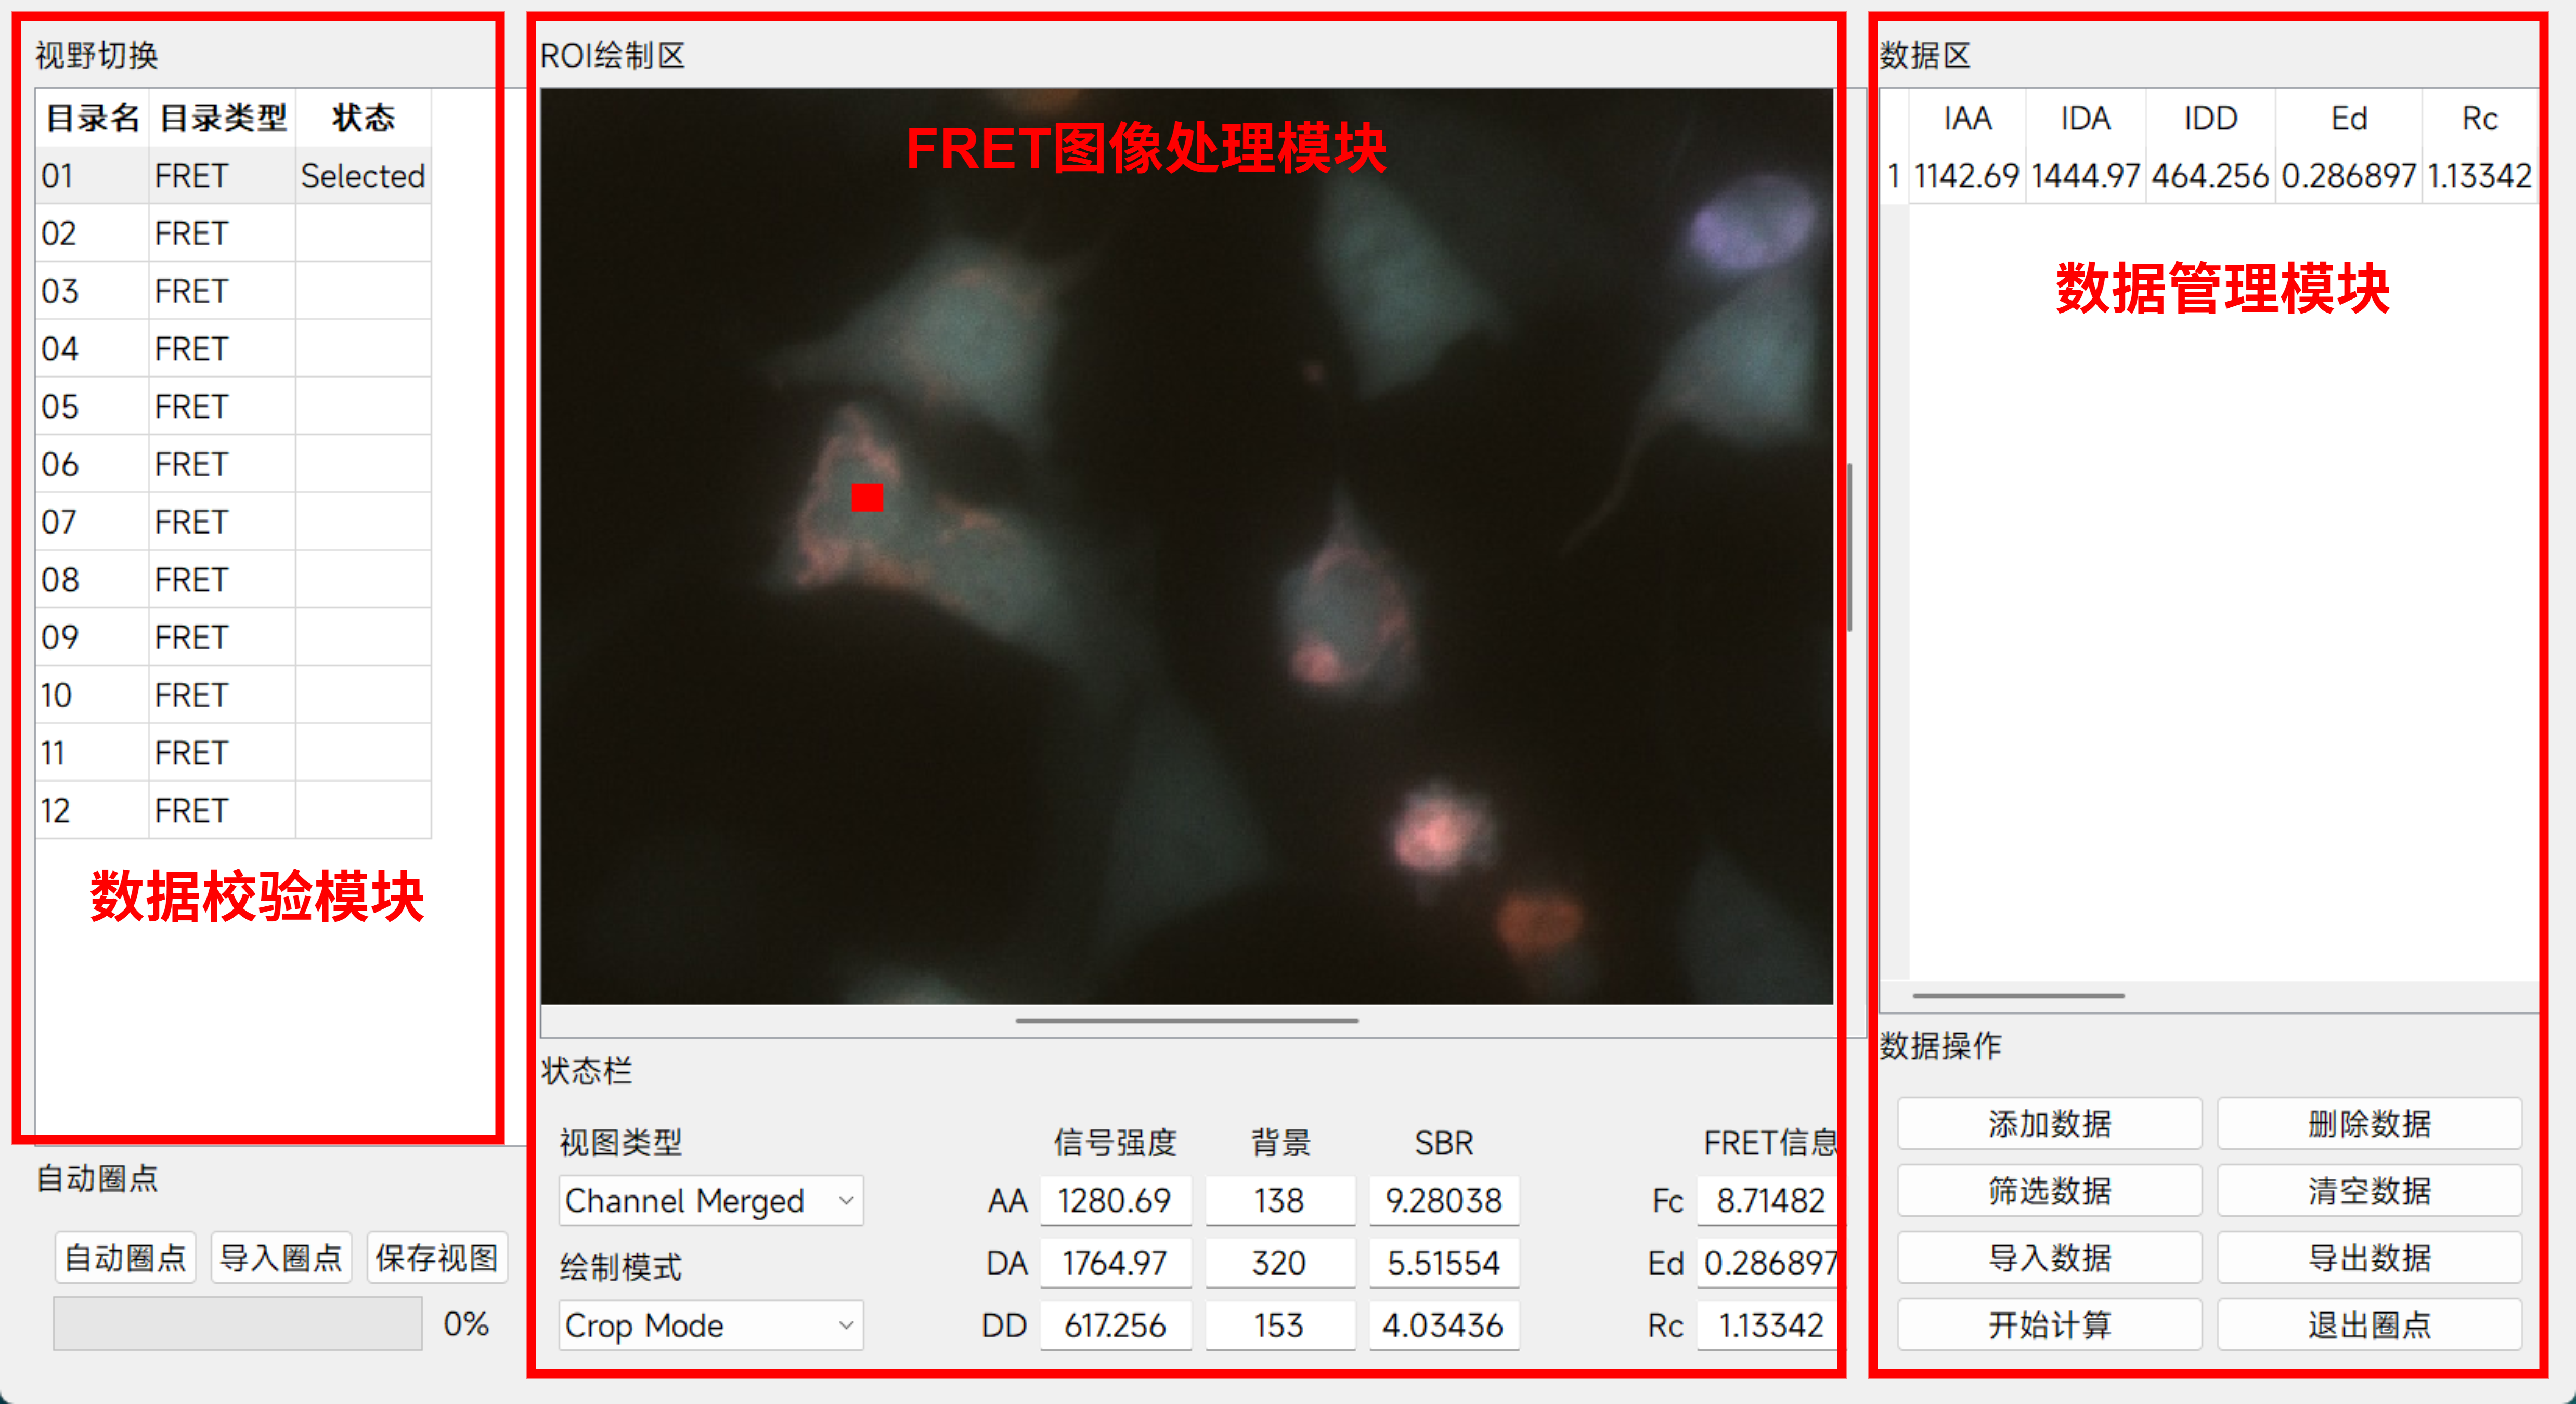 视野切换
目录名 目录类型 状态
01 FRET Selected
02 FRET
03 FRET
04 FRET
05 FRET
06 FRET
07 FRET
08 FRET
09 FRET
10 FRET
11 FRET
12 FRET
数据校验模块
自动圈点
自动圈点 导入圈点 保存视图
0%
ROI绘制区
FRET图像处理模块
状态栏
视图类型 信号强度 背景 SBR FRET信息
Channel Merged AA 1280.69 138 9.28038 Fc 8.71482
绘制模式 DA 1764.97 320 5.51554 Ed 0.286897
Crop Mode DD 617.256 153 4.03436 Rc 1.13342
数据区
IAA IDA IDD Ed Rc
1 1142.69 1444.97 464.256 0.286897 1.13342
数据管理模块
数据操作
添加数据 删除数据
筛选数据 清空数据
导入数据 导出数据
开始计算 退出圈点